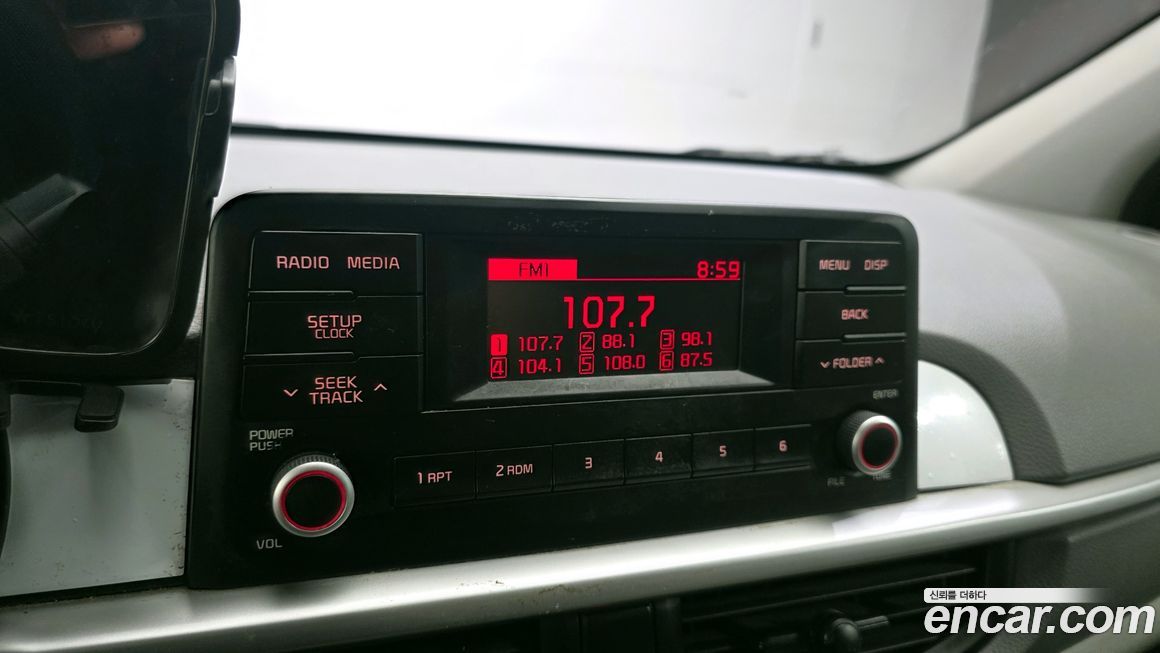 RADIO MEDIA
SETUP
CLOCK
SEEK
TRACK
POWER
PUSH
VOL
FM1 8:59
107.7
1 107.7 2 88.1 3 98.1
4 104.1 5 108.0 6 87.5
MENU DISP
BACK
FOLDER
ENTER
FILE TUNE
1 RPT 2 RDM 3 4 5 6
신뢰를 더하다
encar.com